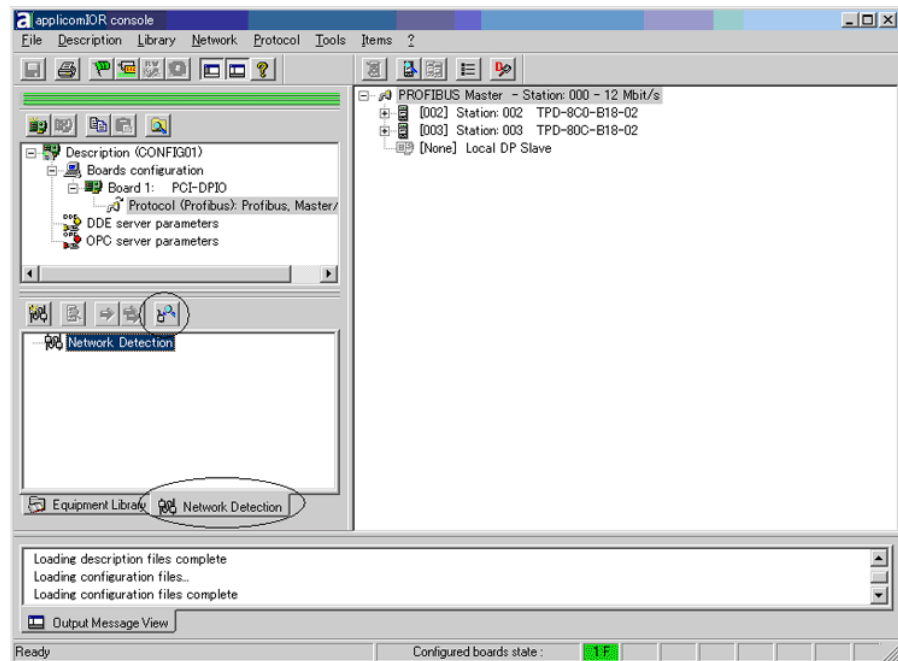 applicomIOR console
File Description Library Network Protocol Tools Items ?
PROFIBUS Master - Station: 000 - 12 Mbit/s
[002] Station: 002 TPD-8C0-B18-02
[003] Station: 003 TPD-80C-B18-02
[None] Local DP Slave
Description (CONFIG01)
Boards configuration
Board 1: PCI-DPIO
Protocol (Profibus): Profibus, Master/
DDE server parameters
OPC server parameters
Network Detection
Equipment Library Network Detection
Loading description files complete
Loading configuration files...
Loading configuration files complete
Output Message View
Ready Configured boards state : 1 F